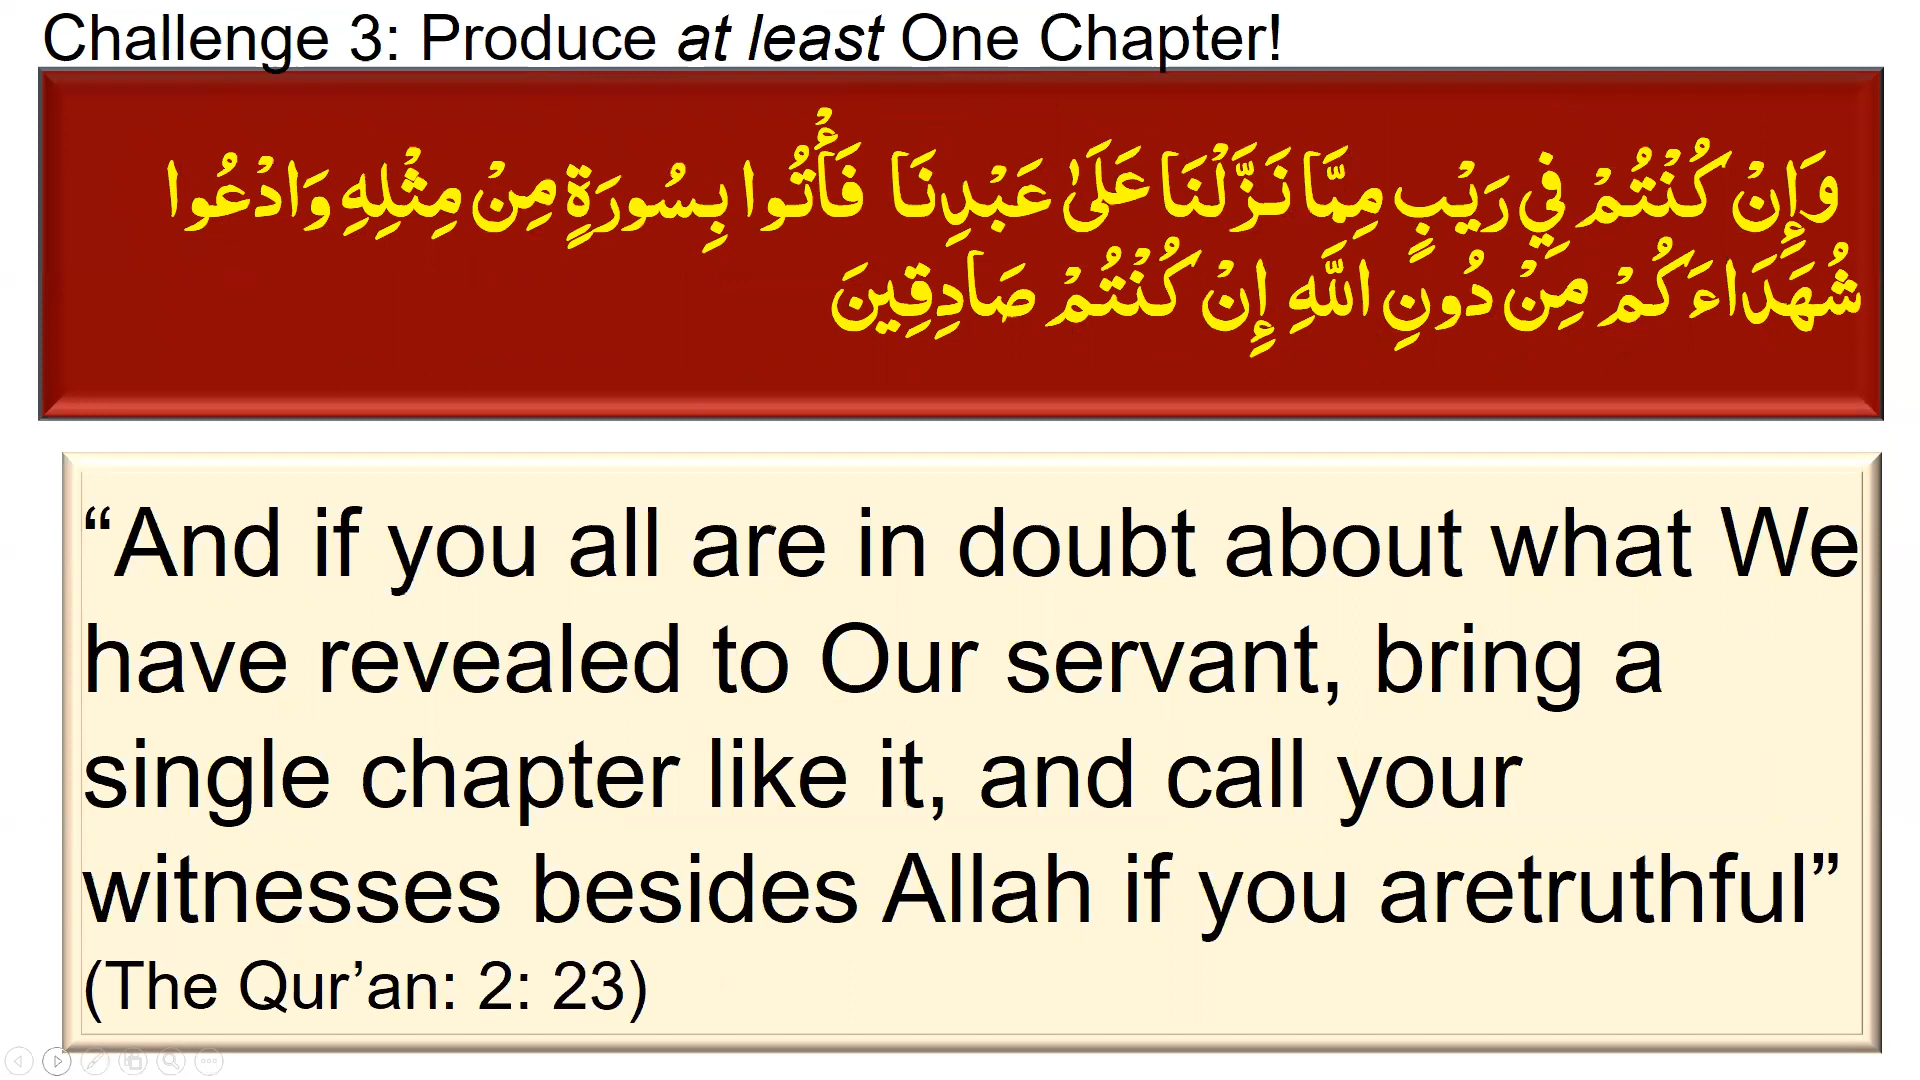 Challenge 3: Produce at least One Chapter!
وَإِنْ كُنْتُمْ فِي رَيْبٍ مِمَّا نَزَّلْنَا عَلَىٰ عَبْدِنَا فَأْتُوا بِسُورَةٍ مِنْ مِثْلِهِ وَادْعُوا
شُهَدَاءَكُمْ مِنْ دُونِ اللَّهِ إِنْ كُنْتُمْ صَادِقِينَ
“And if you all are in doubt about what We
have revealed to Our servant, bring a
single chapter like it, and call your
witnesses besides Allah if you aretruthful”
(The Qur’an: 2: 23)